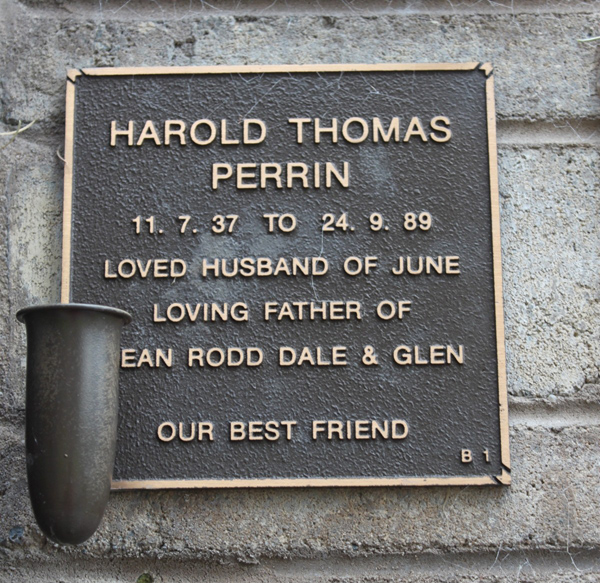 HAROLD THOMAS
PERRIN
11. 7. 37 TO 24. 9. 89
LOVED HUSBAND OF JUNE
LOVING FATHER OF
RODD DALE & GLEN
OUR BEST FRIEND
B 1